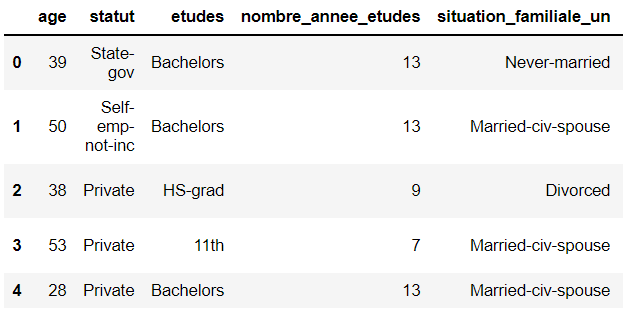 age statut etudes nombre_annee_etudes situation_familiale_un
0 39 State-gov Bachelors 13 Never-married
1 50 Self-emp-not-inc Bachelors 13 Married-civ-spouse
2 38 Private HS-grad 9 Divorced
3 53 Private 11th 7 Married-civ-spouse
4 28 Private Bachelors 13 Married-civ-spouse